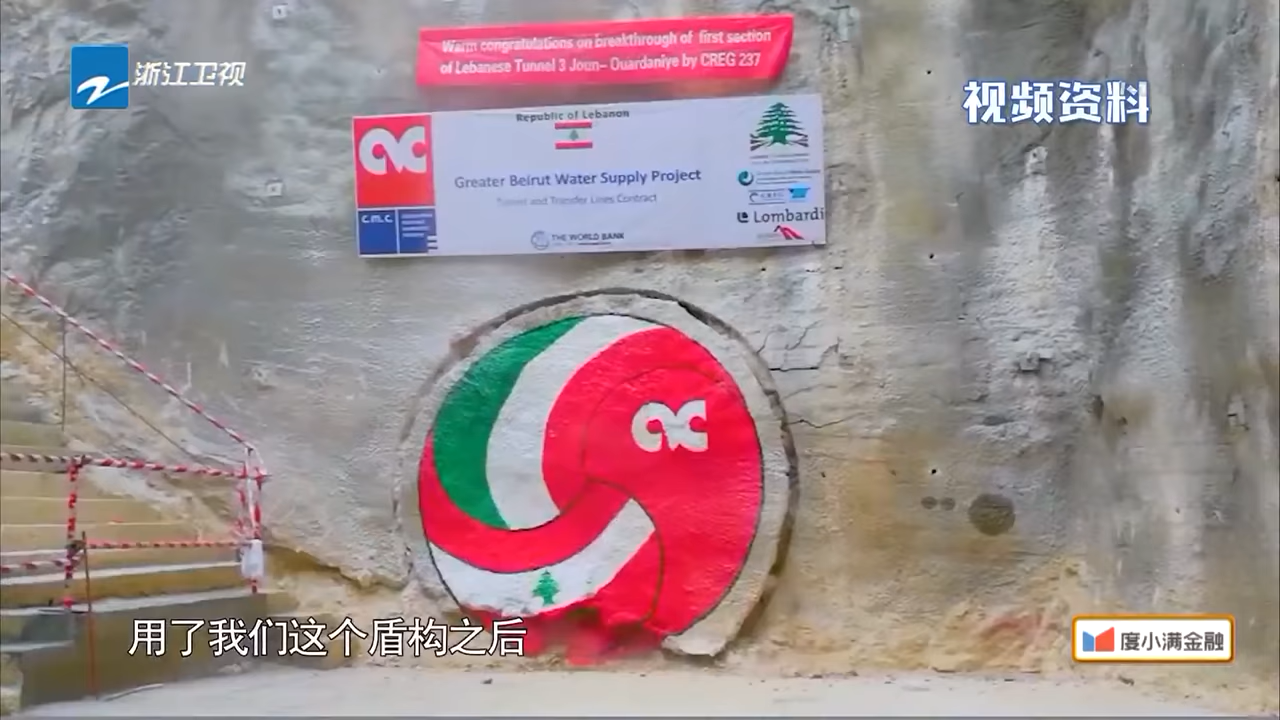 浙江卫视
视频资料
Warm congratulations on breakthrough of first section
of Lebanese Tunnel 3 Joun- Ouardaniye by CREG 237
Republic of Lebanon
Greater Beirut Water Supply Project
Tunnel and Transfer Lines Contract
c.m.c.
THE WORLD BANK
CREG
Lombardi
用了我们这个盾构之后
度小满金融